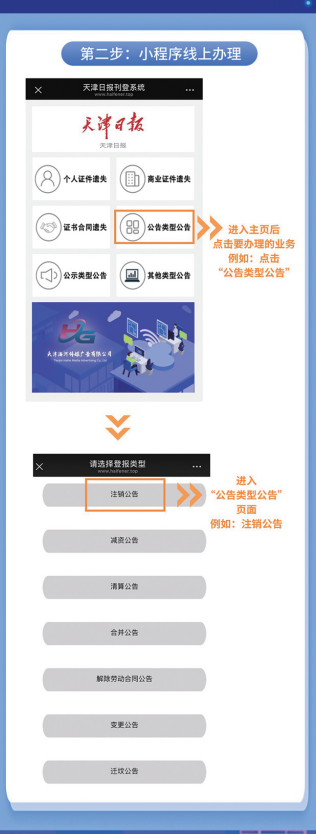 第二步：小程序线上办理
天津日报刊登系统
www.haihener.top
天津日报
天津日报
个人证件遗失
商业证件遗失
证书合同遗失
公告类型公告
公示类型公告
其他类型公告
进入主页后
点击要办理的业务
例如：点击
“公告类型公告”
天津海河传媒广告有限公司
请选择登报类型
www.haihener.top
注销公告
减资公告
清算公告
合并公告
解除劳动合同公告
变更公告
迁坟公告
进入
“公告类型公告”
页面
例如：注销公告